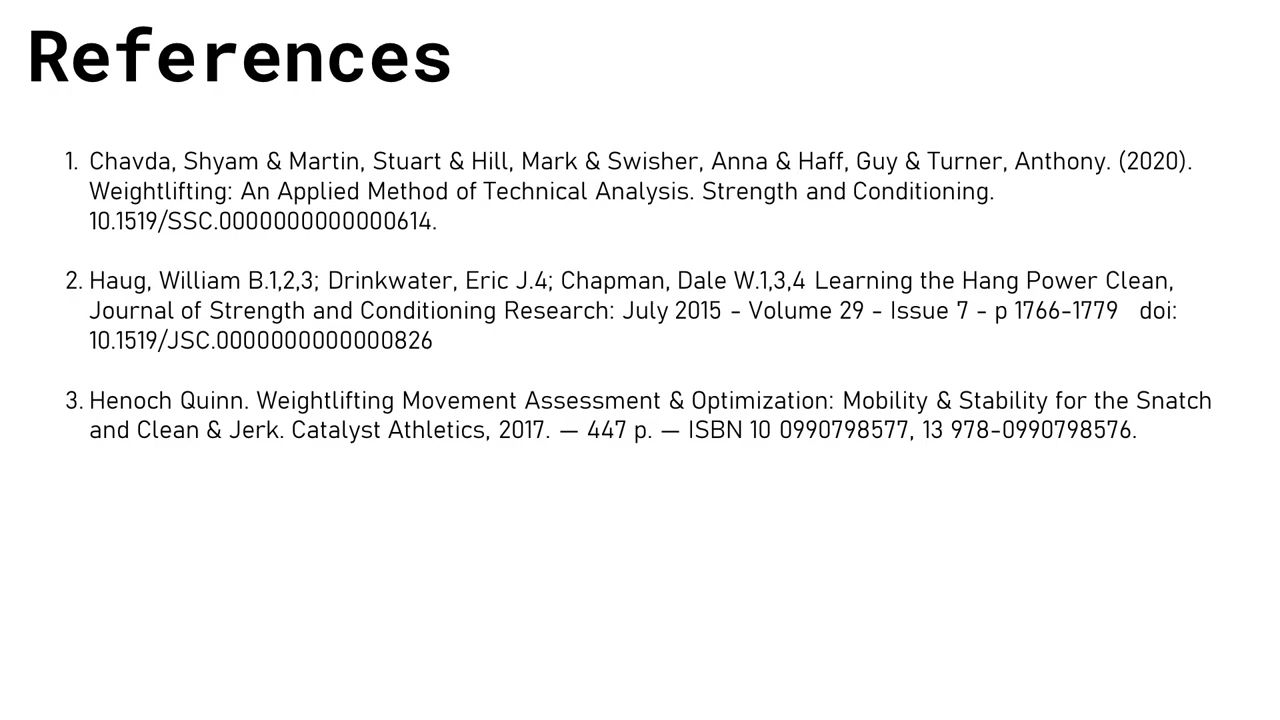 References
1. Chavda, Shyam & Martin, Stuart & Hill, Mark & Swisher, Anna & Haff, Guy & Turner, Anthony. (2020).
Weightlifting: An Applied Method of Technical Analysis. Strength and Conditioning.
10.1519/SSC.0000000000000614.
2. Haug, William B.1,2,3; Drinkwater, Eric J.4; Chapman, Dale W.1,3,4 Learning the Hang Power Clean,
Journal of Strength and Conditioning Research: July 2015 - Volume 29 - Issue 7 - p 1766-1779 doi:
10.1519/JSC.0000000000000826
3. Henoch Quinn. Weightlifting Movement Assessment & Optimization: Mobility & Stability for the Snatch
and Clean & Jerk. Catalyst Athletics, 2017. — 447 p. — ISBN 10 0990798577, 13 978-0990798576.